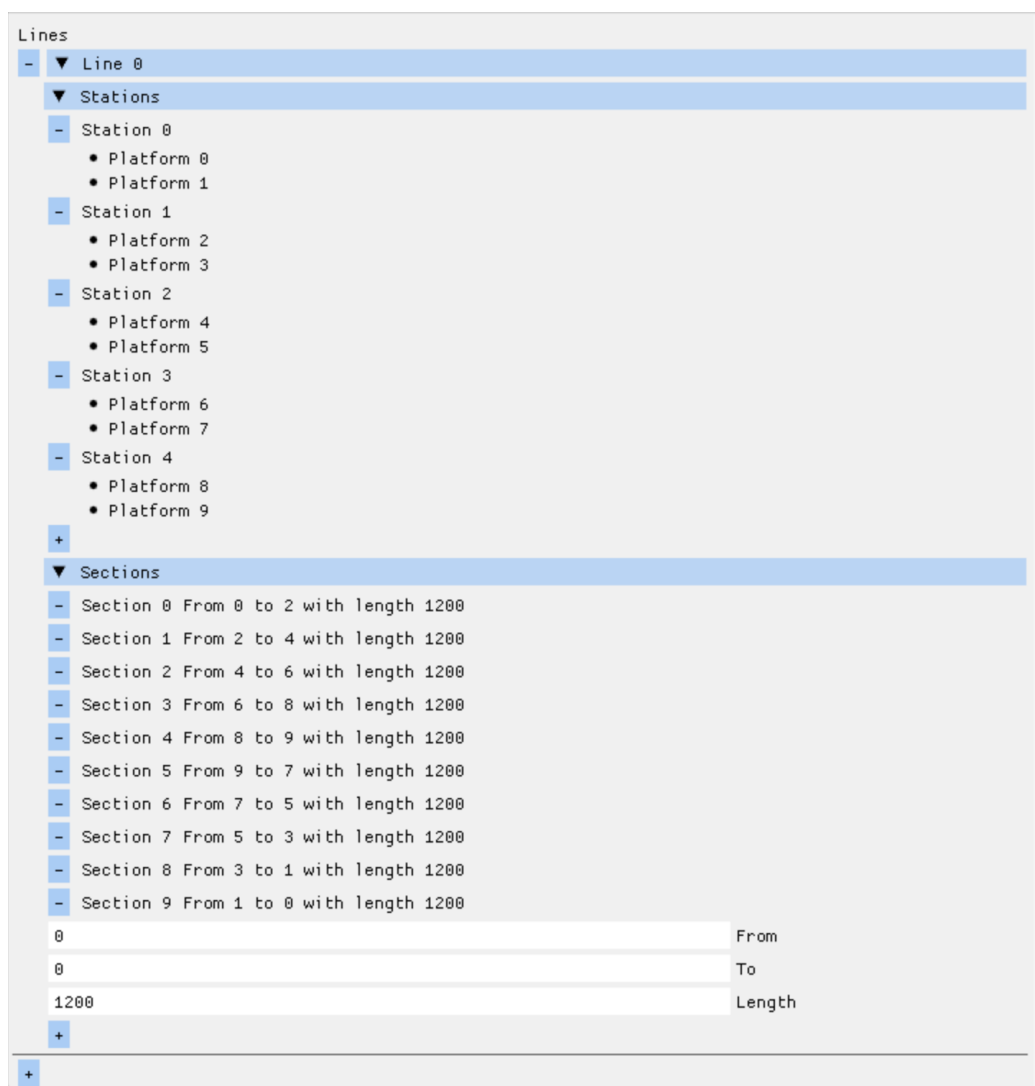 Lines
- ▼ Line 0
▼ Stations
- Station 0
• Platform 0
• Platform 1
- Station 1
• Platform 2
• Platform 3
- Station 2
• Platform 4
• Platform 5
- Station 3
• Platform 6
• Platform 7
- Station 4
• Platform 8
• Platform 9
+
▼ Sections
- Section 0 From 0 to 2 with length 1200
- Section 1 From 2 to 4 with length 1200
- Section 2 From 4 to 6 with length 1200
- Section 3 From 6 to 8 with length 1200
- Section 4 From 8 to 9 with length 1200
- Section 5 From 9 to 7 with length 1200
- Section 6 From 7 to 5 with length 1200
- Section 7 From 5 to 3 with length 1200
- Section 8 From 3 to 1 with length 1200
- Section 9 From 1 to 0 with length 1200
0 From
0 To
1200 Length
+
+